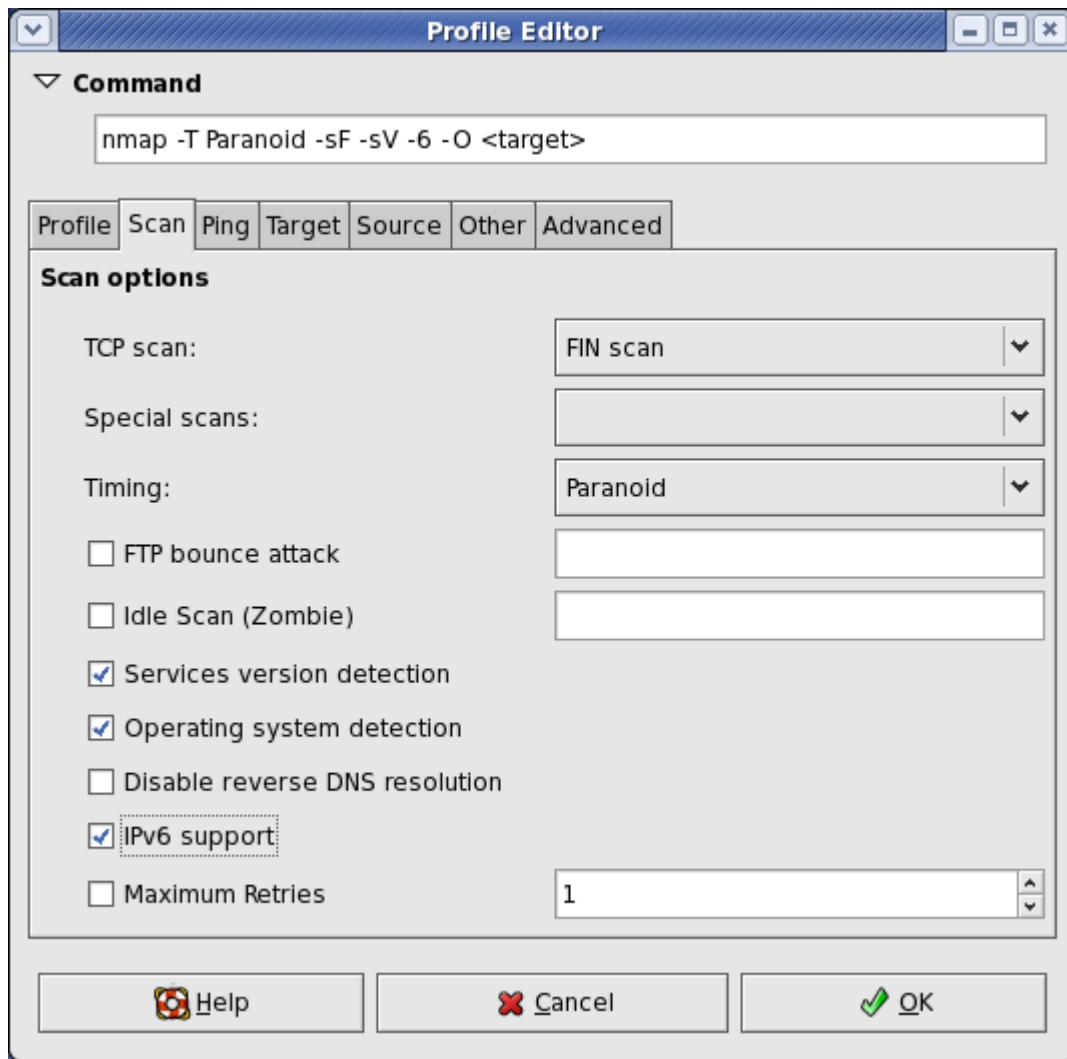 Profile Editor
Command
nmap -T Paranoid -sF -sV -6 -O <target>
Profile Scan Ping Target Source Other Advanced
Scan options
TCP scan: FIN scan
Special scans:
Timing: Paranoid
FTP bounce attack
Idle Scan (Zombie)
Services version detection
Operating system detection
Disable reverse DNS resolution
IPv6 support
Maximum Retries 1
Help Cancel OK